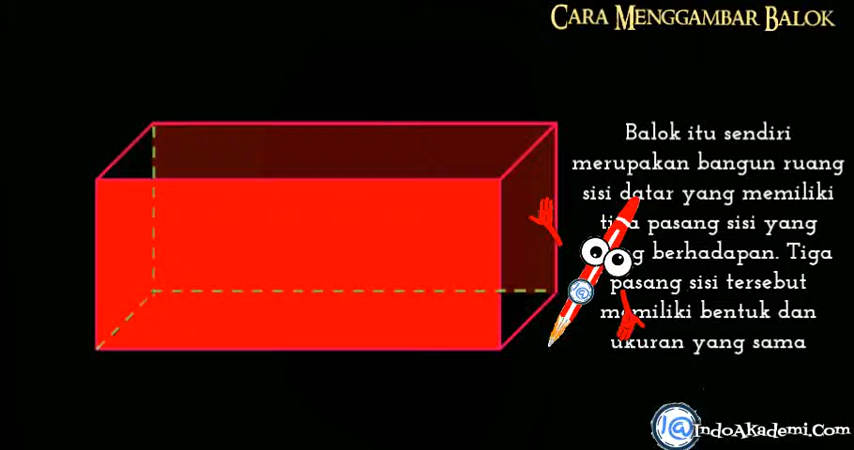 Cara Menggambar Balok
Balok itu sendiri
merupakan bangun ruang
sisi datar yang memiliki
pasang sisi yang
berhadapan. Tiga
pasang sisi tersebut
memiliki bentuk dan
ukuran yang sama
IndoAkademi.Com